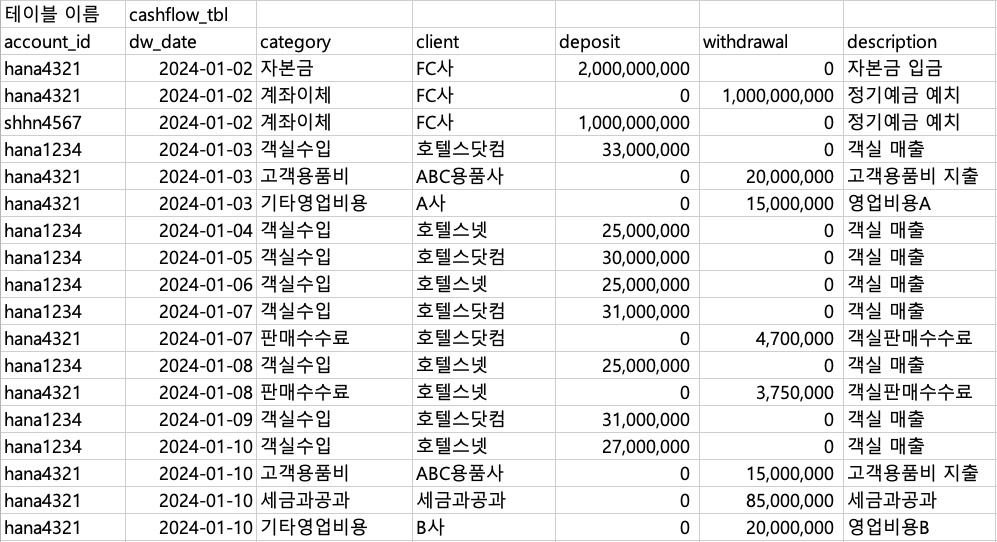 테이블 이름 cashflow_tbl
account_id dw_date category client deposit withdrawal description
hana4321 2024-01-02 자본금 FC사 2,000,000,000 0 자본금 입금
hana4321 2024-01-02 계좌이체 FC사 0 1,000,000,000 정기예금 예치
shhn4567 2024-01-02 계좌이체 FC사 1,000,000,000 0 정기예금 예치
hana1234 2024-01-03 객실수입 호텔스닷컴 33,000,000 0 객실 매출
hana4321 2024-01-03 고객용품비 ABC용품사 0 20,000,000 고객용품비 지출
hana4321 2024-01-03 기타영업비용 A사 0 15,000,000 영업비용A
hana1234 2024-01-04 객실수입 호텔스넷 25,000,000 0 객실 매출
hana1234 2024-01-05 객실수입 호텔스닷컴 30,000,000 0 객실 매출
hana1234 2024-01-06 객실수입 호텔스넷 25,000,000 0 객실 매출
hana1234 2024-01-07 객실수입 호텔스닷컴 31,000,000 0 객실 매출
hana4321 2024-01-07 판매수수료 호텔스닷컴 0 4,700,000 객실판매수수료
hana1234 2024-01-08 객실수입 호텔스넷 25,000,000 0 객실 매출
hana4321 2024-01-08 판매수수료 호텔스넷 0 3,750,000 객실판매수수료
hana1234 2024-01-09 객실수입 호텔스닷컴 31,000,000 0 객실 매출
hana1234 2024-01-10 객실수입 호텔스넷 27,000,000 0 객실 매출
hana4321 2024-01-10 고객용품비 ABC용품사 0 15,000,000 고객용품비 지출
hana4321 2024-01-10 세금과공과 세금과공과 0 85,000,000 세금과공과
hana4321 2024-01-10 기타영업비용 B사 0 20,000,000 영업비용B